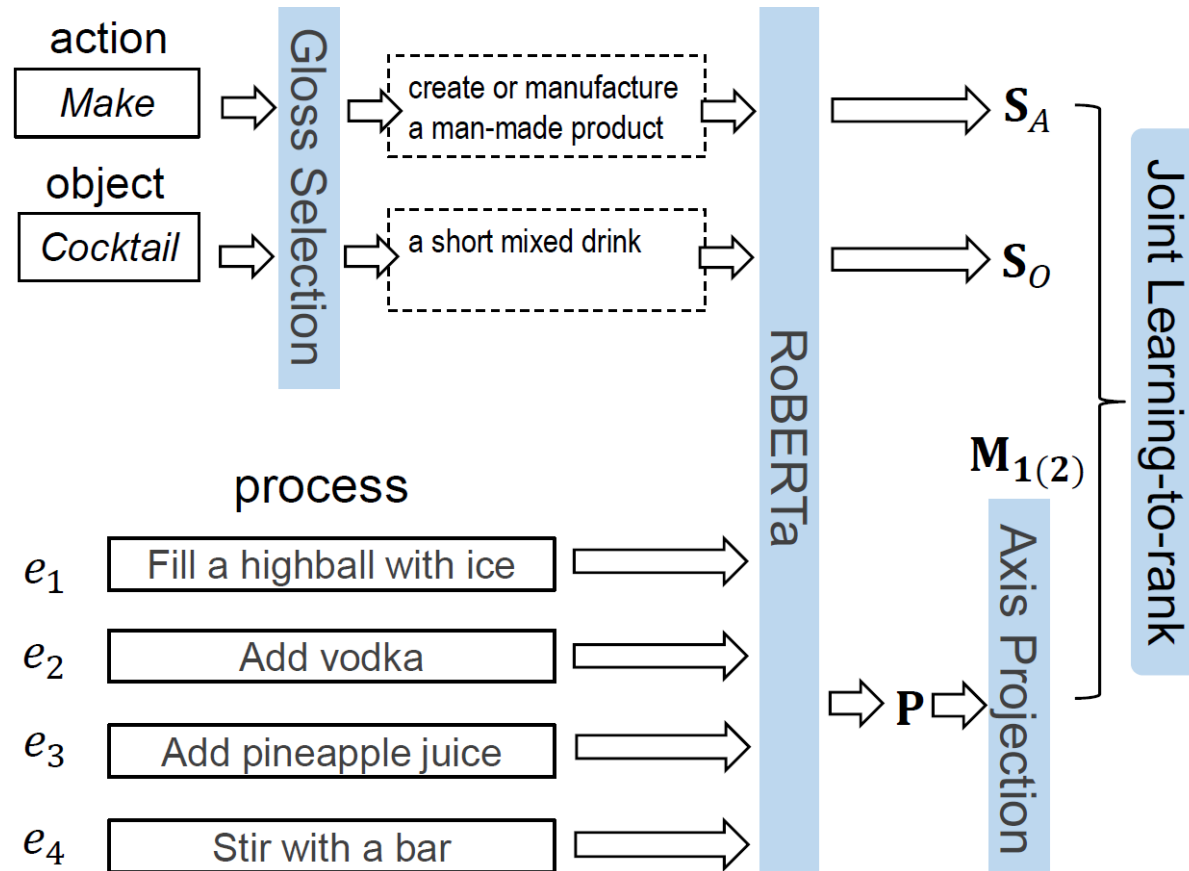 action
Make
object
Cocktail
Gloss Selection
create or manufacture
a man-made product
a short mixed drink
RoBERTa
S_A
S_O
Joint Learning-to-rank
M_1(2)
process
e_1 Fill a highball with ice
e_2 Add vodka
e_3 Add pineapple juice
e_4 Stir with a bar
P
Axis Projection